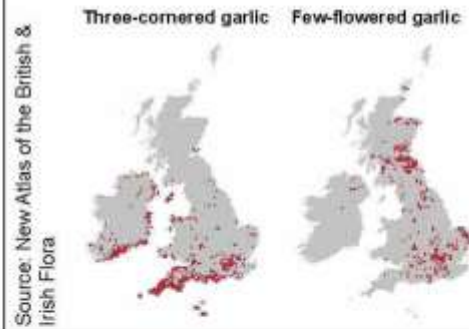 Three-cornered garlic
Few-flowered garlic
Source: New Atlas of the British &
Irish Flora